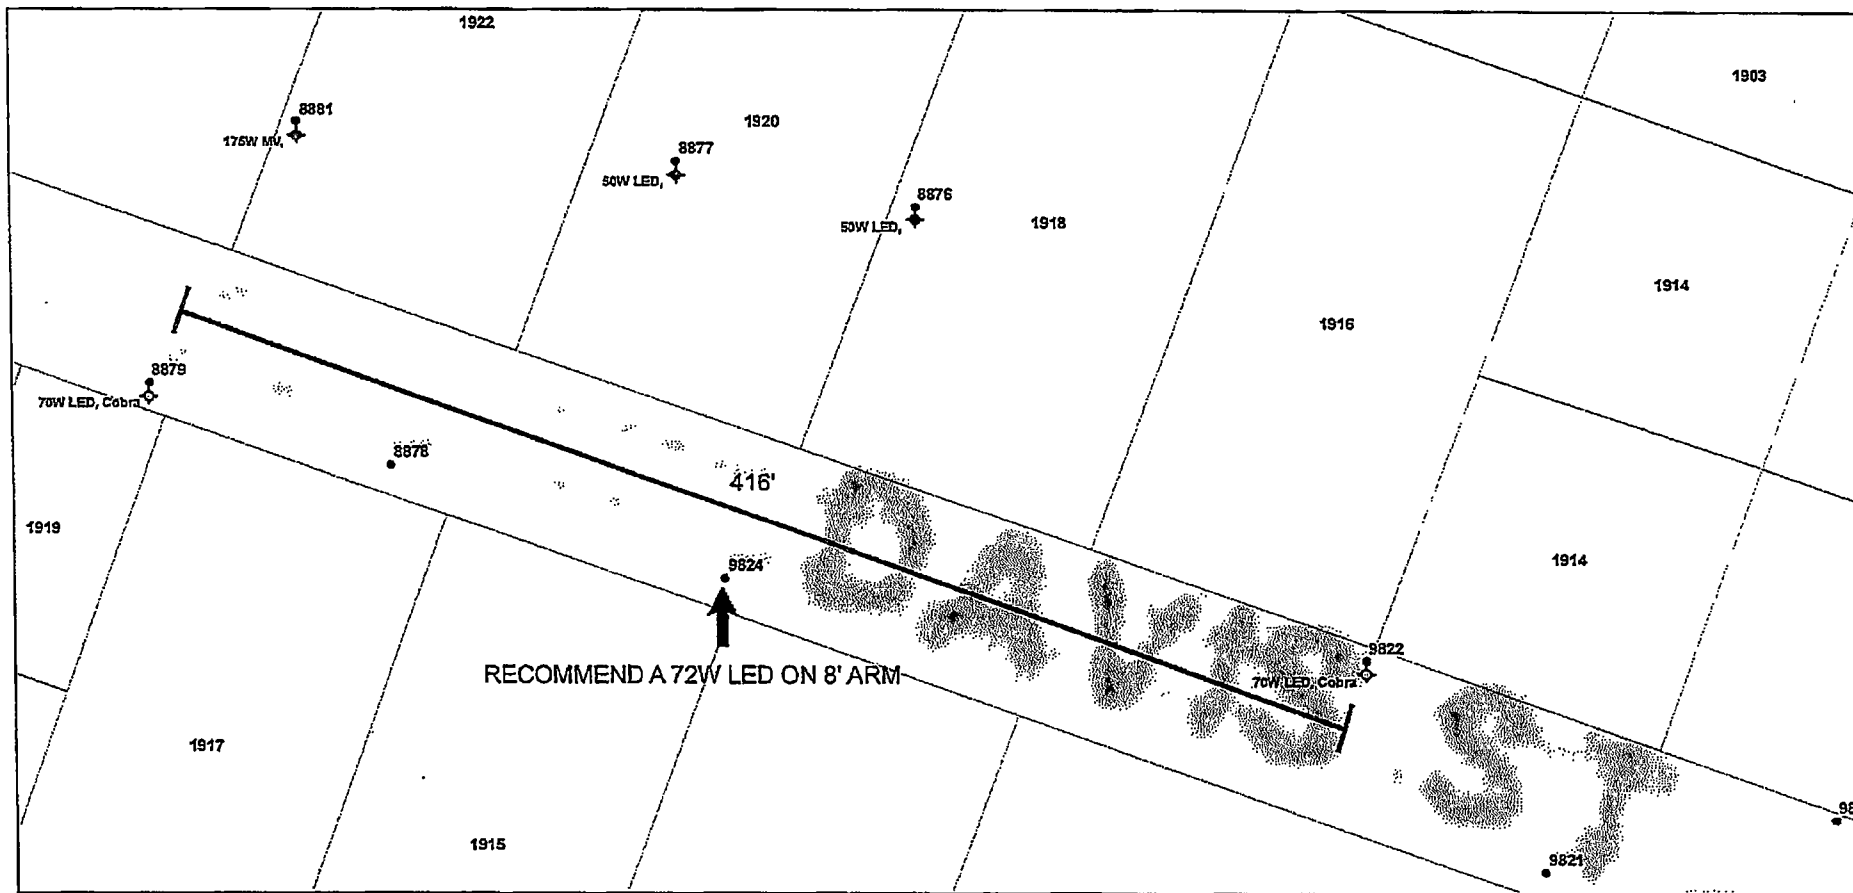 1922
1903
8881
175W MV,
1920
8877
50W LED,
8876
50W LED,
1918
1914
1916
8879
70W LED, Cobra
8878
416'
1919
9824
1914
RECOMMEND A 72W LED ON 8' ARM
9822
70W LED, Cobra
ST
1917
1915
9821